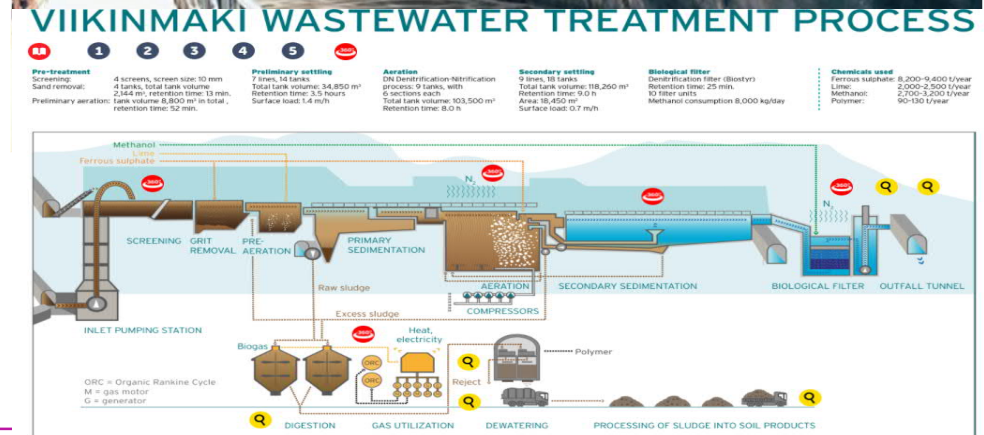 VIIKINMAKI WASTEWATER TREATMENT PROCESS
1 2 3 4 5
Pre-treatment
Screening: 4 screens, screen size: 10 mm
Sand removal: 4 tanks, total tank volume
2,144 m³, retention time: 13 min.
Preliminary aeration: tank volume 8,800 m³ in total,
retention time: 52 min.
Preliminary settling
7 lines, 14 tanks
Total tank volume: 34,850 m³
Retention time: 3.5 hours
Surface load: 1.4 m/h
Aeration
DN Denitrification-Nitrification
process: 9 tanks, with
6 sections each
Total tank volume: 103,500 m³
Retention time: 8.0 h
Secondary settling
9 lines, 18 tanks
Total tank volume: 118,260 m³
Retention time: 9.0 h
Area: 18,450 m²
Surface load: 0.7 m/h
Biological filter
Denitrification filter (Biostyr)
Retention time: 25 min.
10 filter units
Methanol consumption 8,000 kg/day
Chemicals used
Ferrous sulphate: 8,200-9,400 t/year
Lime: 2,000-2,500 t/year
Methanol: 2,700-3,200 t/year
Polymer: 90-130 t/year
Methanol
Lime
Ferrous sulphate
360°
N₂
360°
360°
360°
N₂
SCREENING
GRIT
REMOVAL
PRE-
AERATION
PRIMARY
SEDIMENTATION
AERATION
SECONDARY SEDIMENTATION
BIOLOGICAL FILTER
OUTFALL TUNNEL
Raw sludge
COMPRESSORS
Excess sludge
INLET PUMPING STATION
360°
Heat,
electricity
Biogas
ORC
ORC
Polymer
Reject
ORC = Organic Rankine Cycle
M = gas motor
G = generator
DIGESTION
GAS UTILIZATION
DEWATERING
PROCESSING OF SLUDGE INTO SOIL PRODUCTS